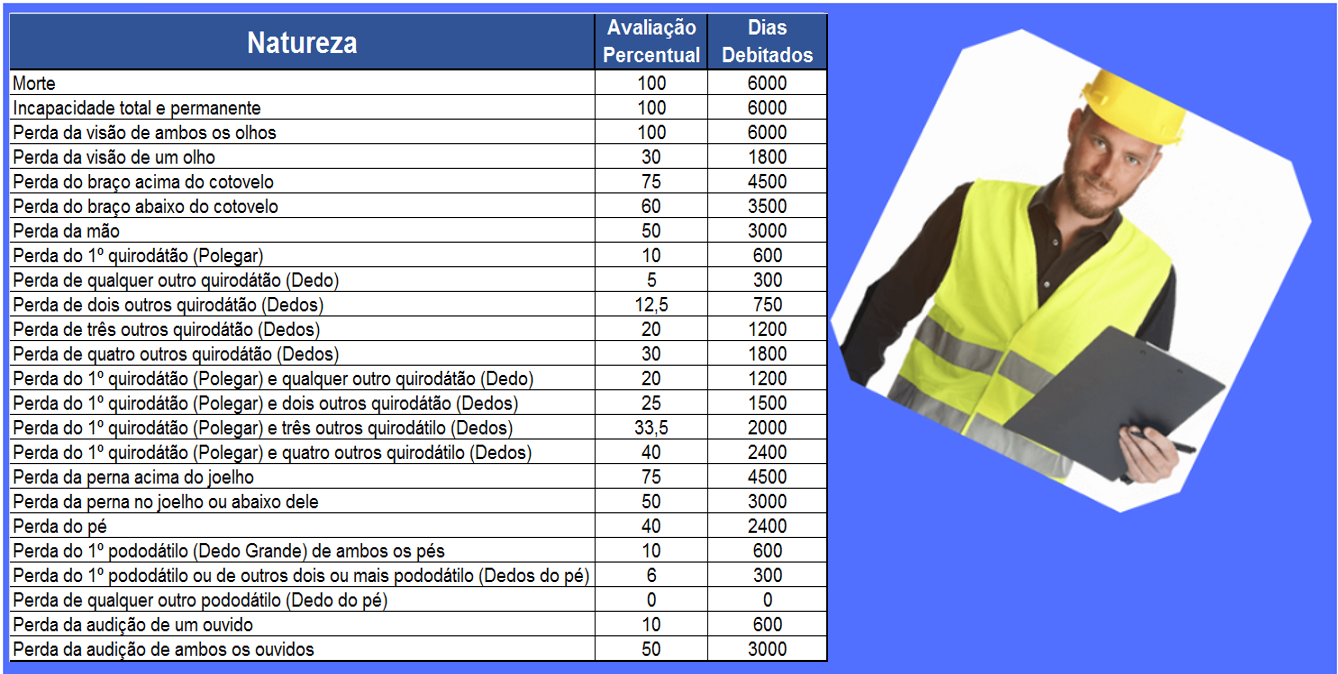 Natureza Avaliação Percentual Dias Debitados
Morte 100 6000
Incapacidade total e permanente 100 6000
Perda da visão de ambos os olhos 100 6000
Perda da visão de um olho 30 1800
Perda do braço acima do cotovelo 75 4500
Perda do braço abaixo do cotovelo 60 3500
Perda da mão 50 3000
Perda do 1º quirodátão (Polegar) 10 600
Perda de qualquer outro quirodátão (Dedo) 5 300
Perda de dois outros quirodátão (Dedos) 12,5 750
Perda de três outros quirodátão (Dedos) 20 1200
Perda de quatro outros quirodátão (Dedos) 30 1800
Perda do 1º quirodátão (Polegar) e qualquer outro quirodátão (Dedo) 20 1200
Perda do 1º quirodátão (Polegar) e dois outros quirodátão (Dedos) 25 1500
Perda do 1º quirodátão (Polegar) e três outros quirodátilo (Dedos) 33,5 2000
Perda do 1º quirodátão (Polegar) e quatro outros quirodátilo (Dedos) 40 2400
Perda da perna acima do joelho 75 4500
Perda da perna no joelho ou abaixo dele 50 3000
Perda do pé 40 2400
Perda do 1º pododátilo (Dedo Grande) de ambos os pés 10 600
Perda do 1º pododátilo ou de outros dois ou mais pododátilo (Dedos do pé) 6 300
Perda de qualquer outro pododátilo (Dedo do pé) 0 0
Perda da audição de um ouvido 10 600
Perda da audição de ambos os ouvidos 50 3000